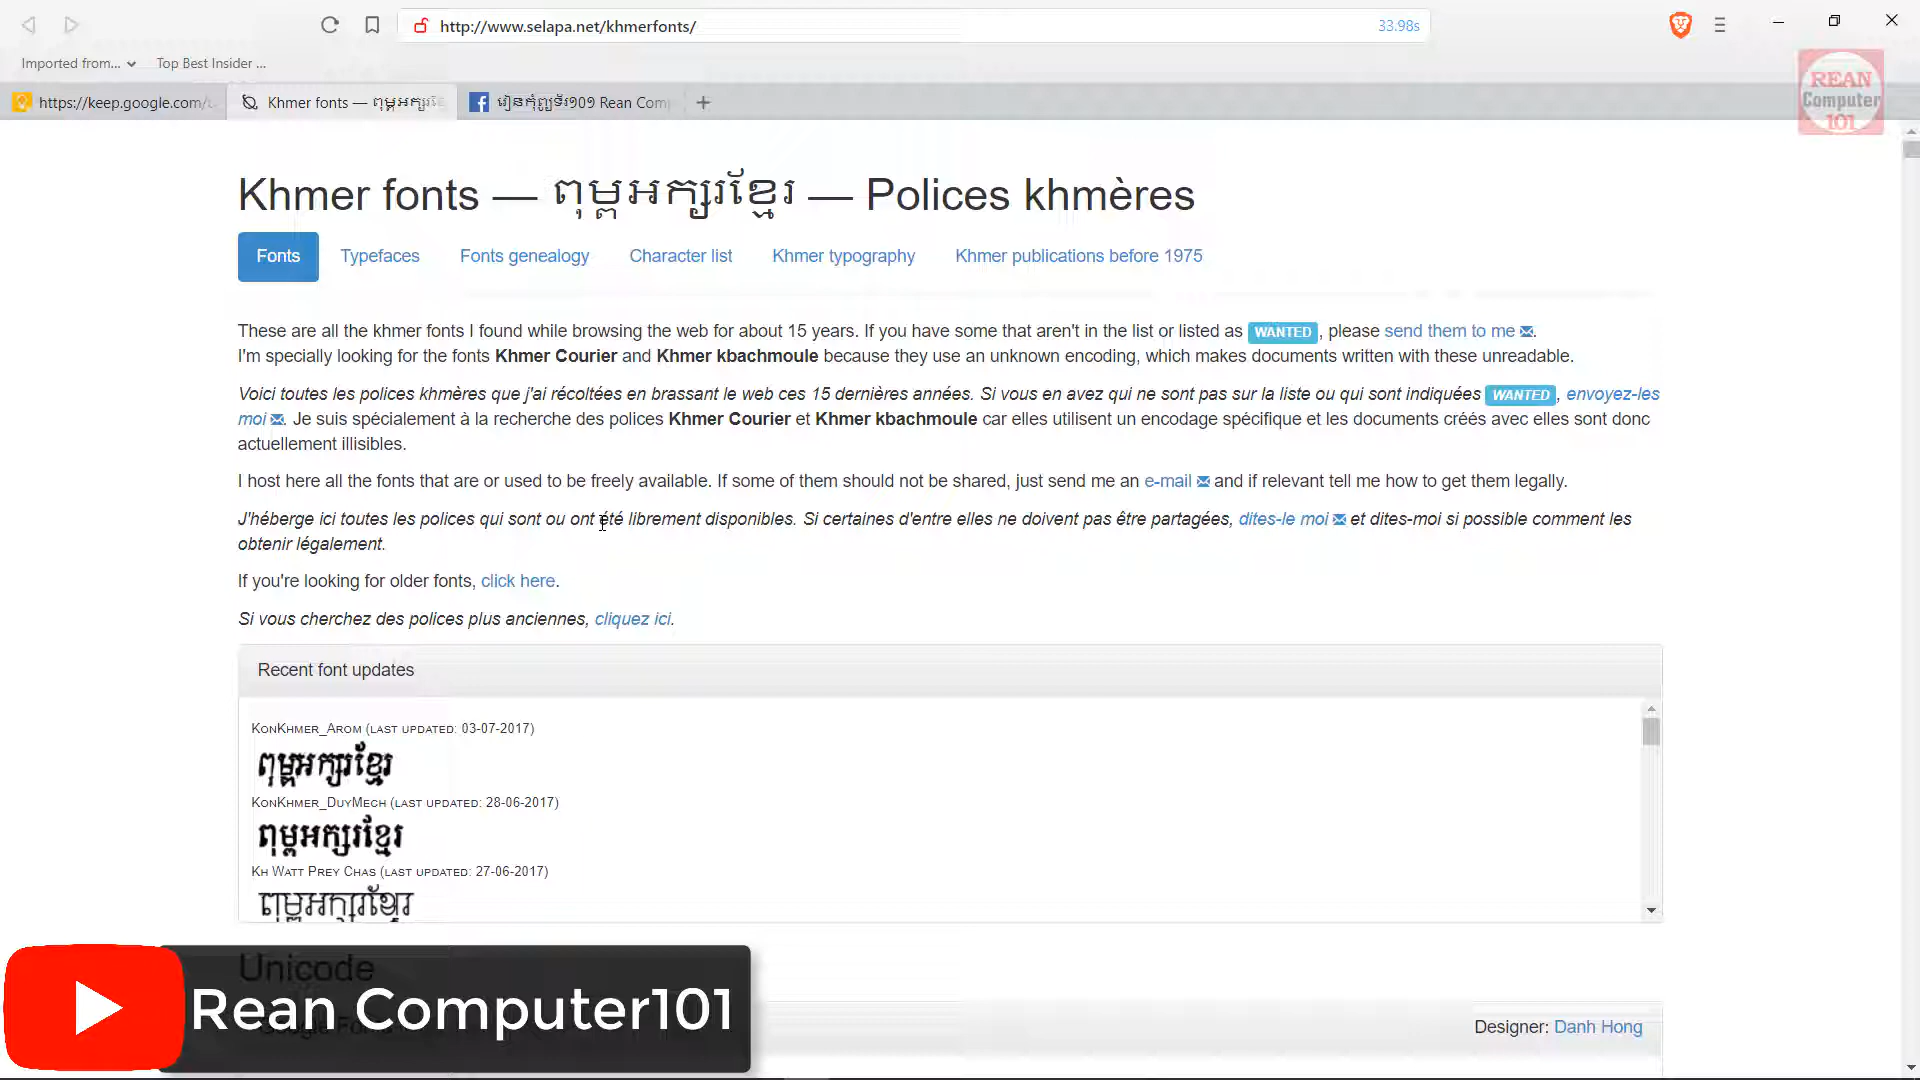 http://www.selapa.net/khmerfonts/
33.98s
Imported from...
Top Best Insider ...
https://keep.google.com/
Khmer fonts — ពុម្ពអក្សរខ្មែរ
រៀនកុំព្យូទ័រ101 Rean Com
REAN
Computer
101
Khmer fonts — ពុម្ពអក្សរខ្មែរ — Polices khmères
Fonts
Typefaces
Fonts genealogy
Character list
Khmer typography
Khmer publications before 1975
These are all the khmer fonts I found while browsing the web for about 15 years. If you have some that aren't in the list or listed as WANTED, please send them to me.
I'm specially looking for the fonts Khmer Courier and Khmer kbachmoule because they use an unknown encoding, which makes documents written with these unreadable.
Voici toutes les polices khmères que j'ai récoltées en brassant le web ces 15 dernières années. Si vous en avez qui ne sont pas sur la liste ou qui sont indiquées WANTED, envoyez-les
moi. Je suis spécialement à la recherche des polices Khmer Courier et Khmer kbachmoule car elles utilisent un encodage spécifique et les documents créés avec elles sont donc
actuellement illisibles.
I host here all the fonts that are or used to be freely available. If some of them should not be shared, just send me an e-mail and if relevant tell me how to get them legally.
J'héberge ici toutes les polices qui sont ou ont été librement disponibles. Si certaines d'entre elles ne doivent pas être partagées, dites-le moi et dites-moi si possible comment les
obtenir légalement.
If you're looking for older fonts, click here.
Si vous cherchez des polices plus anciennes, cliquez ici.
Recent font updates
KonKhmer_Arom (last updated: 03-07-2017)
ពុម្ពអក្សរខ្មែរ
KonKhmer_DuyMech (last updated: 28-06-2017)
ពុម្ពអក្សរខ្មែរ
Kh Watt Prey Chas (last updated: 27-06-2017)
ពុម្ពអក្សរខ្មែរ
Unicode
Rean Computer101
Google Fonts
Designer: Danh Hong